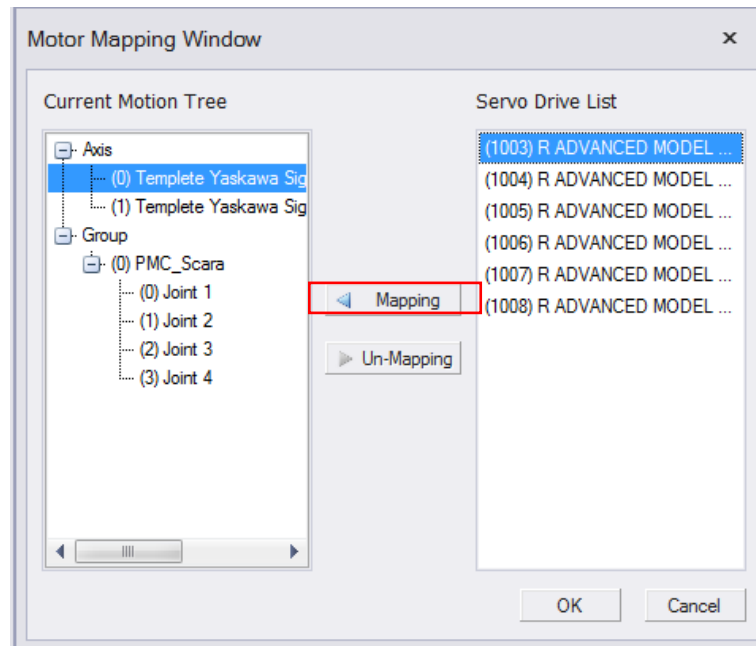 Motor Mapping Window
Current Motion Tree
Axis
(0) Templete Yaskawa Sig
(1) Templete Yaskawa Sig
Group
(0) PMC_Scara
(0) Joint 1
(1) Joint 2
(2) Joint 3
(3) Joint 4
Mapping
Un-Mapping
Servo Drive List
(1003) R ADVANCED MODEL ...
(1004) R ADVANCED MODEL ...
(1005) R ADVANCED MODEL ...
(1006) R ADVANCED MODEL ...
(1007) R ADVANCED MODEL ...
(1008) R ADVANCED MODEL ...
OK
Cancel